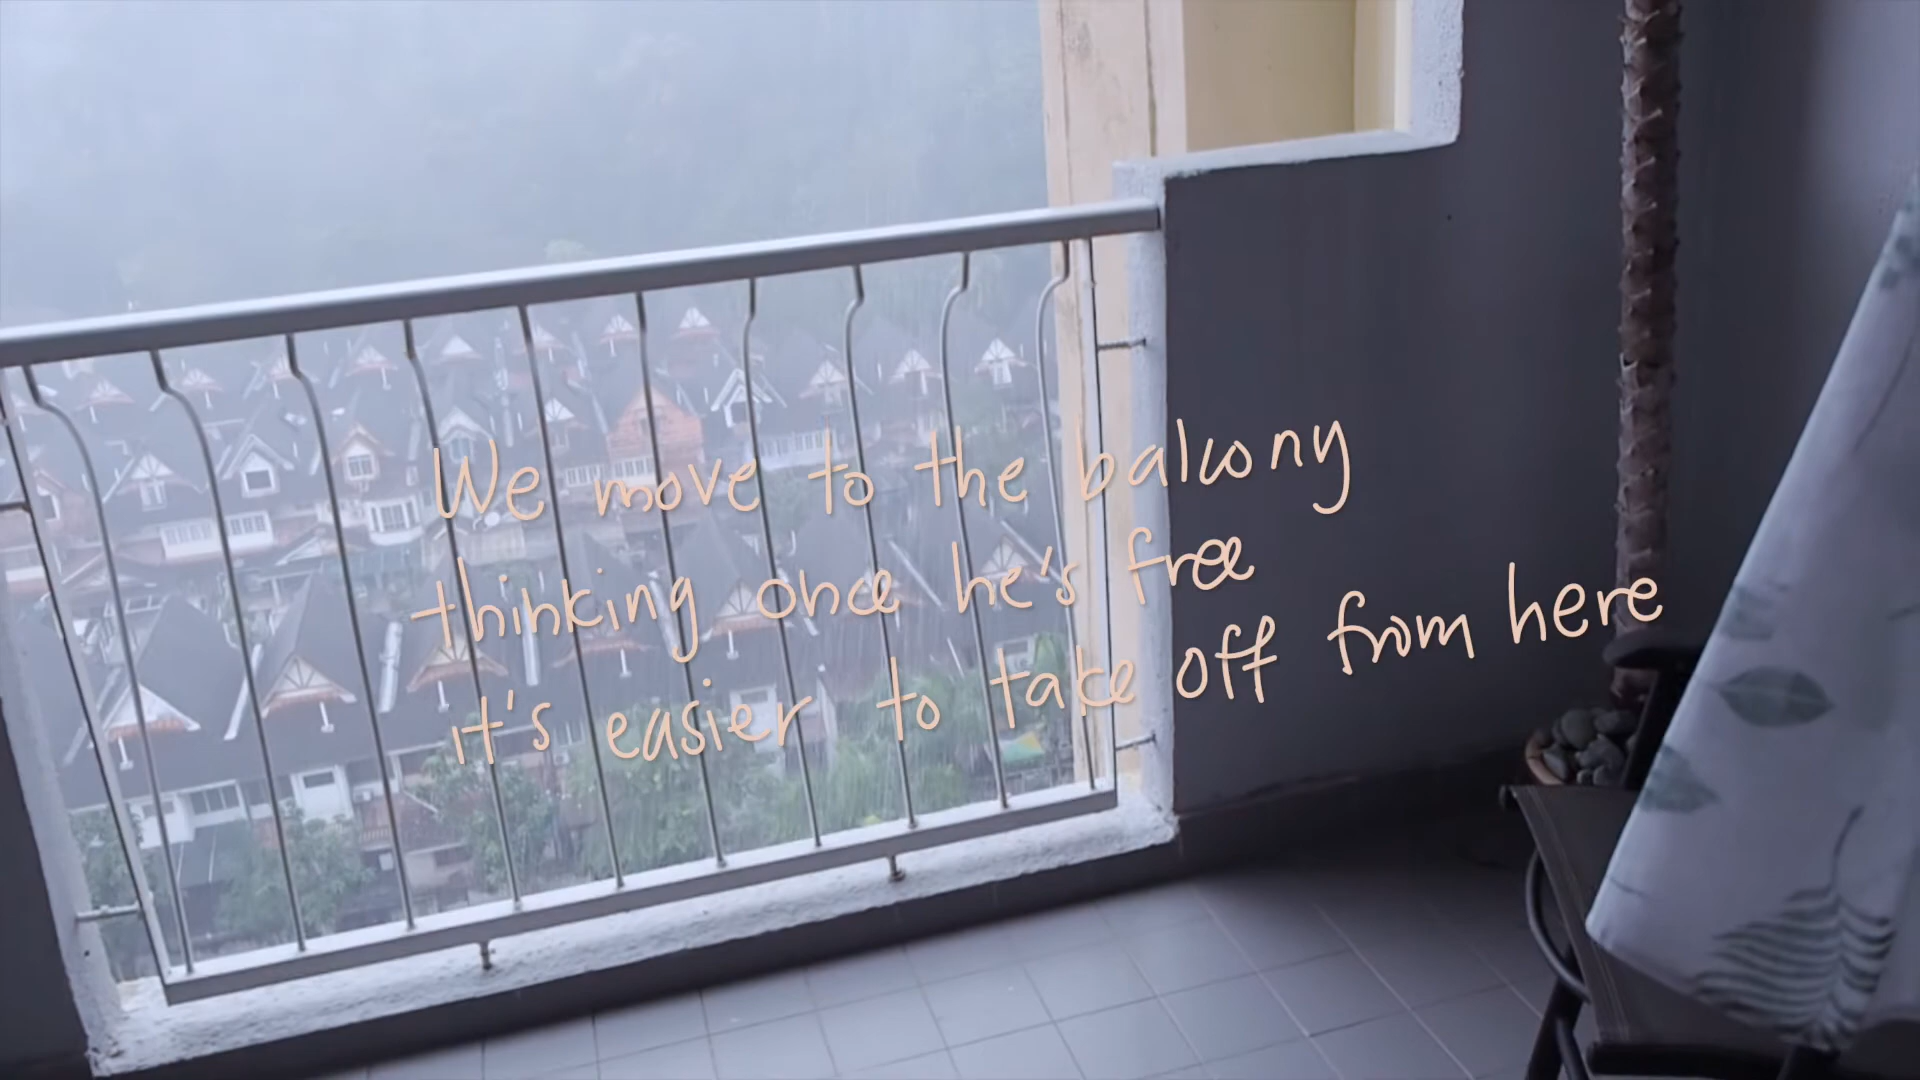 We move to the balcony
thinking once he's free
it's easier to take off from here